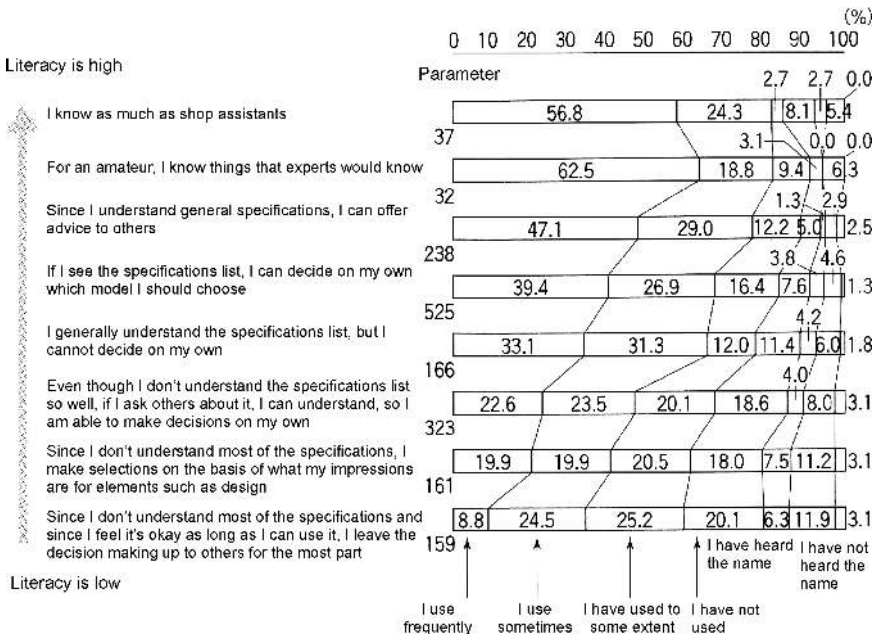 (%)
0 10 20 30 40 50 60 70 80 90 100
Literacy is high
Parameter
2.7 2.7 0.0
I know as much as shop assistants
56.8 24.3 8.1 5.4
37
3.1 0.0 0.0
For an amateur, I know things that experts would know
62.5 18.8 9.4 6.3
32
1.3 2.9
Since I understand general specifications, I can offer
advice to others
47.1 29.0 12.2 5.0 2.5
238
3.8 4.6
If I see the specifications list, I can decide on my own
which model I should choose
39.4 26.9 16.4 7.6 1.3
525
4.2
I generally understand the specifications list, but I
cannot decide on my own
33.1 31.3 12.0 11.4 6.0 1.8
166
4.0
Even though I don't understand the specifications list
so well, if I ask others about it, I can understand, so I
am able to make decisions on my own
22.6 23.5 20.1 18.6 8.0 3.1
323
Since I don't understand most of the specifications, I
make selections on the basis of what my impressions
are for elements such as design
19.9 19.9 20.5 18.0 7.5 11.2 3.1
161
Since I don't understand most of the specifications and
since I feel it's okay as long as I can use it, I leave the
decision making up to others for the most part
8.8 24.5 25.2 20.1 6.3 11.9 3.1
159
Literacy is low
I use
frequently
I use
sometimes
I have used to
some extent
I have not
used
I have heard
the name
I have not
heard the
name